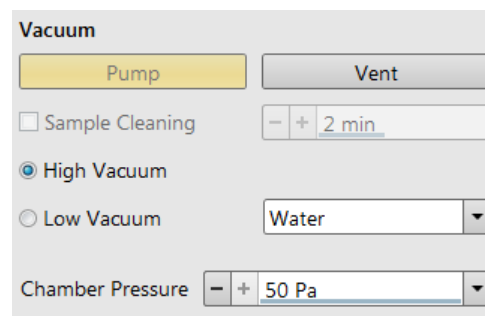 Vacuum
Pump Vent
Sample Cleaning - + 2 min
High Vacuum
Low Vacuum Water
Chamber Pressure - + 50 Pa